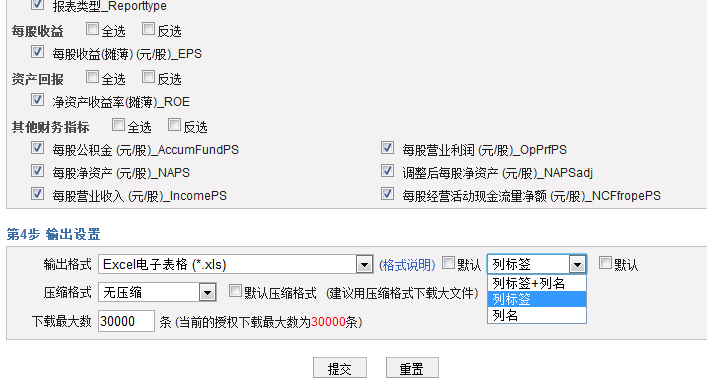 报表类型_Reporttype
每股收益 全选 反选
每股收益(摊薄) (元/股)_EPS
资产回报 全选 反选
净资产收益率(摊薄)_ROE
其他财务指标 全选 反选
每股公积金 (元/股)_AccumFundPS 每股营业利润 (元/股)_OpPrfPS
每股净资产 (元/股)_NAPS 调整后每股净资产 (元/股)_NAPSadj
每股营业收入 (元/股)_IncomePS 每股经营活动现金流量净额 (元/股)_NCFfropePS
第4步 输出设置
输出格式 Excel电子表格 (*.xls) (格式说明) 默认 列标签 默认
列标签+列名
压缩格式 无压缩 默认压缩格式 (建议用压缩格式下载大文件) 列标签
列名
下载最大数 30000 条 (当前的授权下载最大数为30000条)
提交 重置